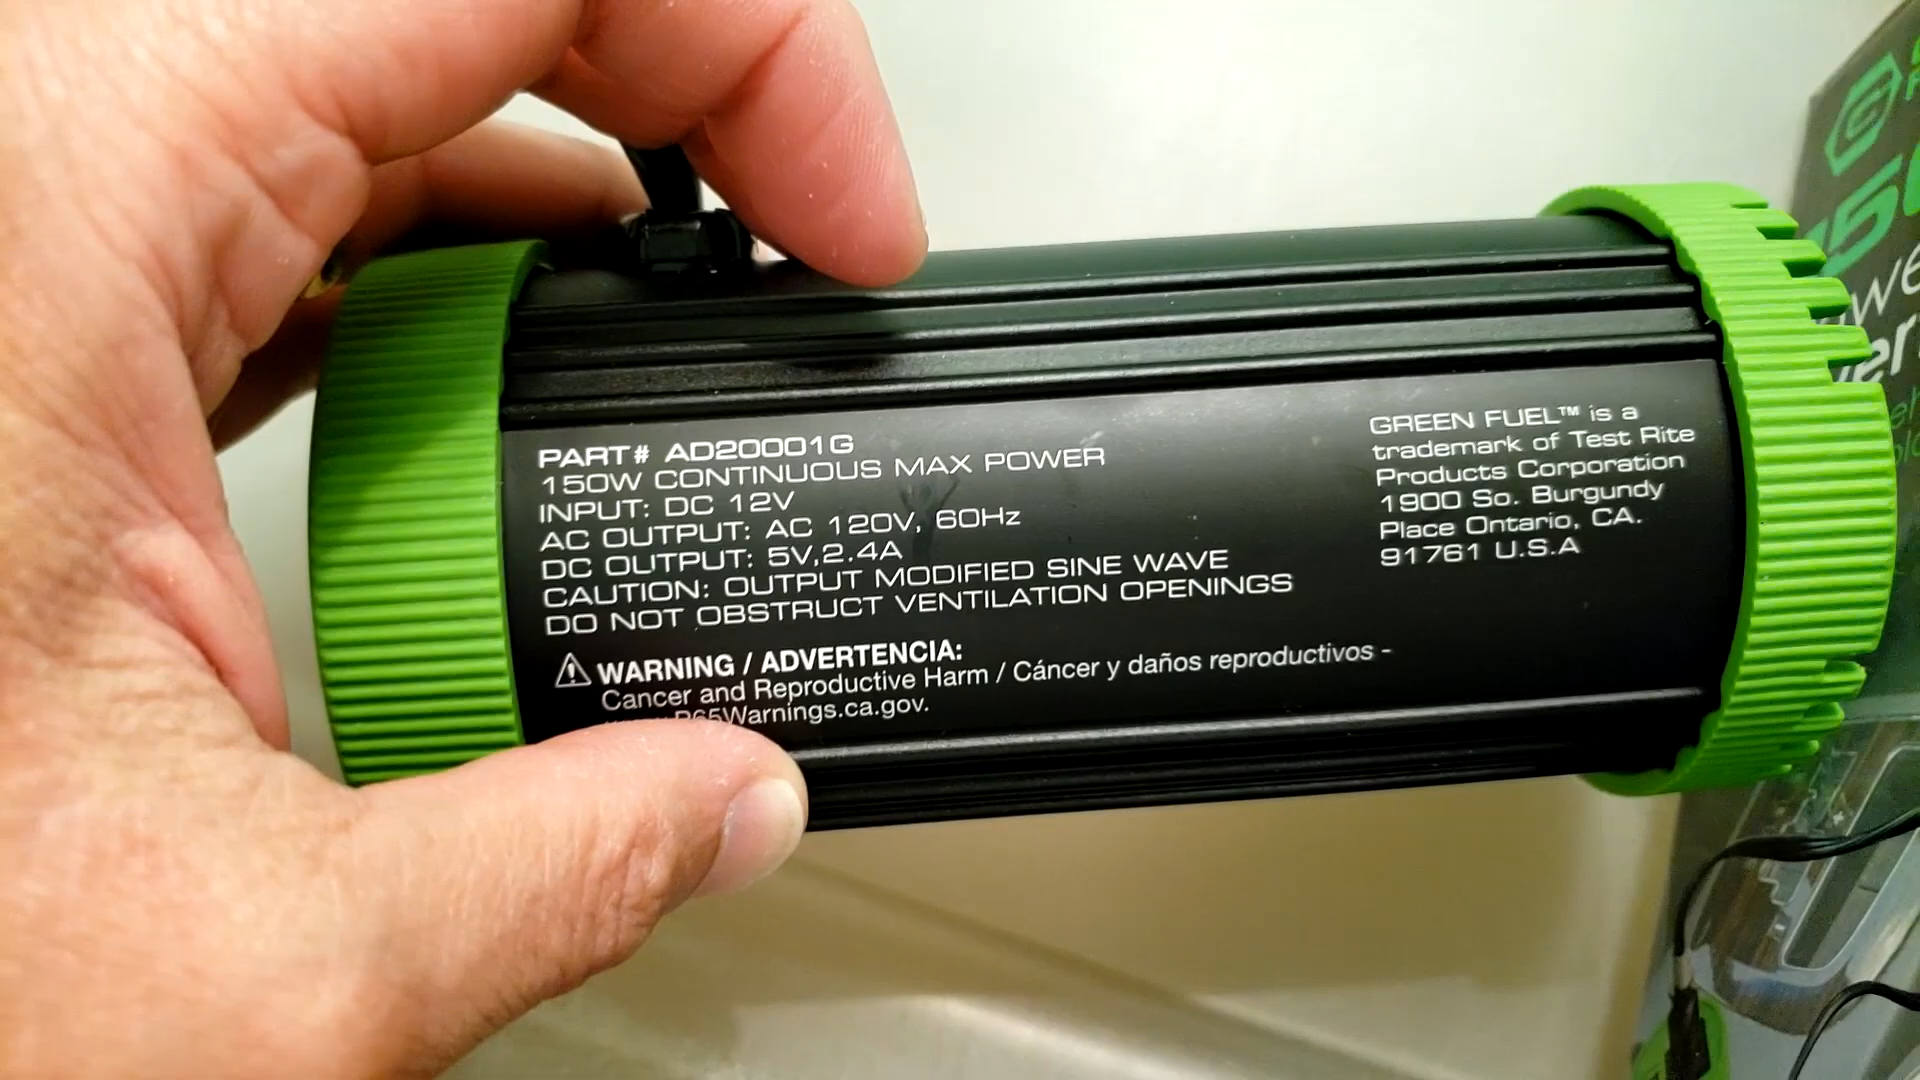 PART# AD20001G
150W CONTINUOUS MAX POWER
INPUT: DC 12V
AC OUTPUT: AC 120V, 60Hz
DC OUTPUT: 5V,2.4A
CAUTION: OUTPUT MODIFIED SINE WAVE
DO NOT OBSTRUCT VENTILATION OPENINGS
WARNING / ADVERTENCIA:
Cancer and Reproductive Harm / Cáncer y daños reproductivos -
P65Warnings.ca.gov.
GREEN FUEL™ is a
trademark of Test Rite
Products Corporation
1900 So. Burgundy
Place Ontario, CA.
91761 U.S.A